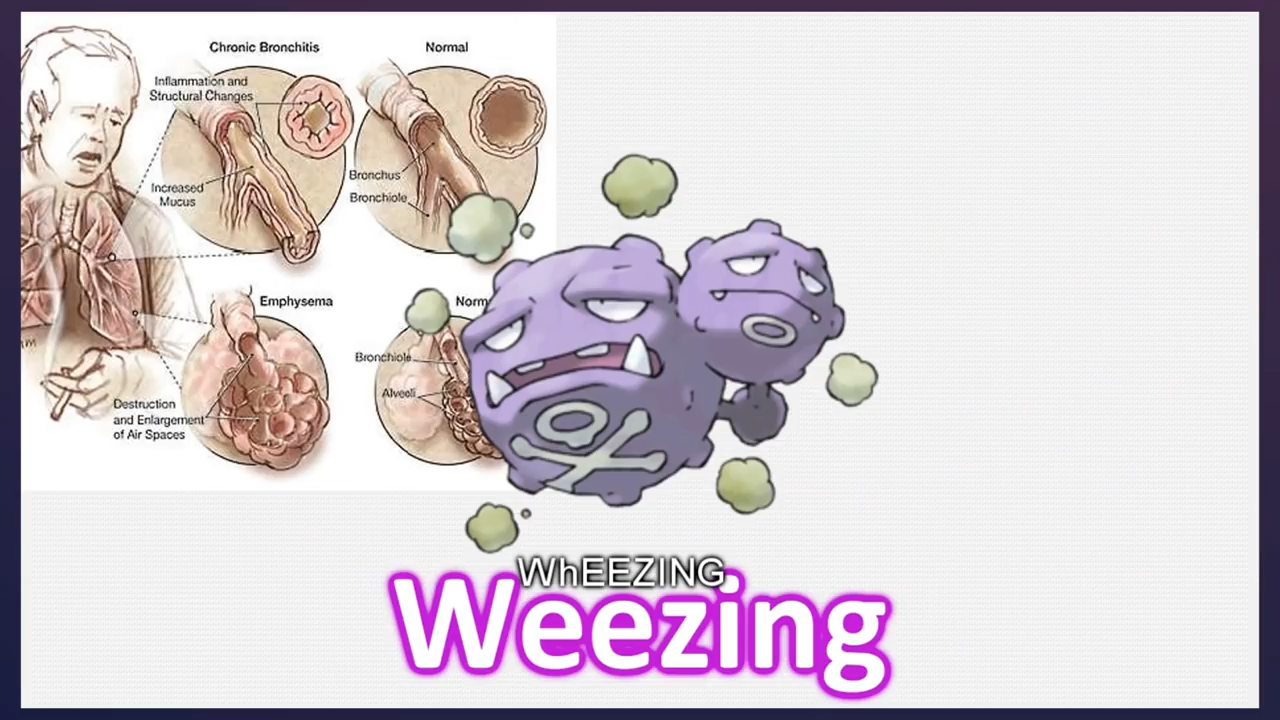 Chronic Bronchitis
Normal
Inflammation and
Structural Changes
Increased
Mucus
Bronchus
Bronchiole
Emphysema
Norm
Bronchiole
Alveoli
Destruction
and Enlargement
of Air Spaces
WhEEZING
Weezing